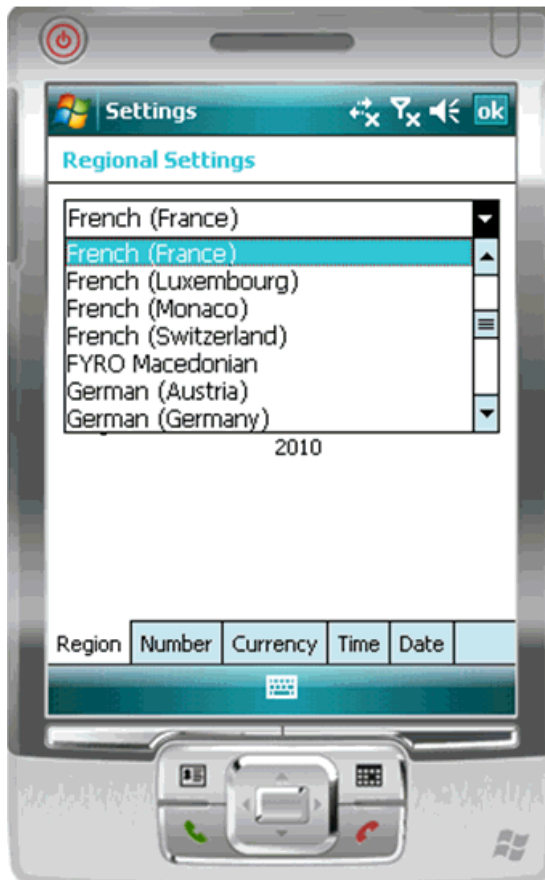 Settings
ok
Regional Settings
French (France)
French (France)
French (Luxembourg)
French (Monaco)
French (Switzerland)
FYRO Macedonian
German (Austria)
German (Germany)
2010
Region Number Currency Time Date